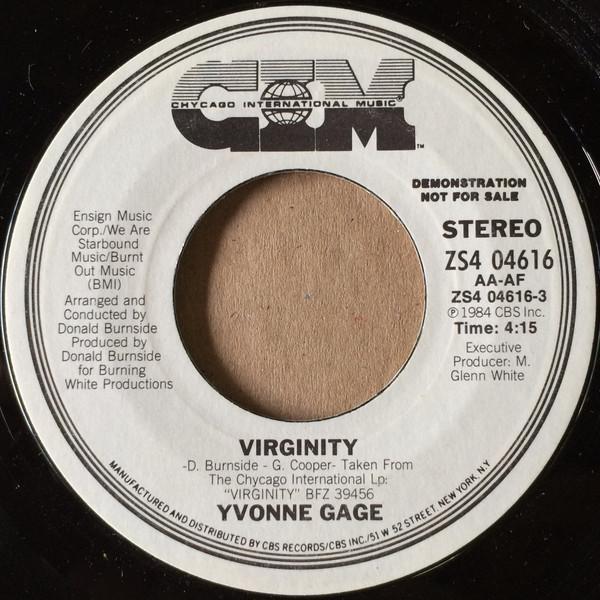 CIM
CHYCAGO INTERNATIONAL MUSIC®
™
DEMONSTRATION
NOT FOR SALE
STEREO
ZS4 04616
AA-AF
ZS4 04616-3
℗ 1984 CBS Inc.
Time: 4:15
Executive
Producer: M.
Glenn White
Ensign Music
Corp./We Are
Starbound
Music/Burnt
Out Music
(BMI)
Arranged and
Conducted by
Donald Burnside
Produced by
Donald Burnside
for Burning
White Productions
VIRGINITY
-D. Burnside - G. Cooper- Taken From
The Chycago International Lp:
"VIRGINITY" BFZ 39456
YVONNE GAGE
MANUFACTURED AND DISTRIBUTED BY CBS RECORDS/CBS INC./51 W 52 STREET, NEW YORK, N.Y.